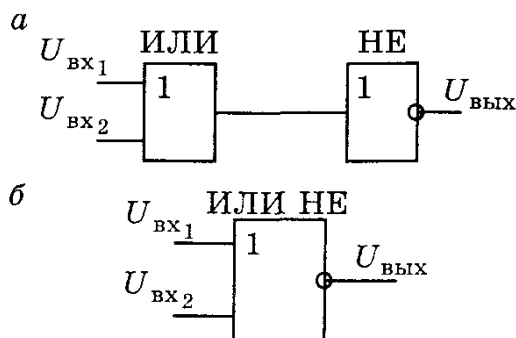 а
ИЛИ НЕ
U вх1 1 1 U вых
U вх2
б
ИЛИ НЕ
U вх1 1
U вых
U вх2